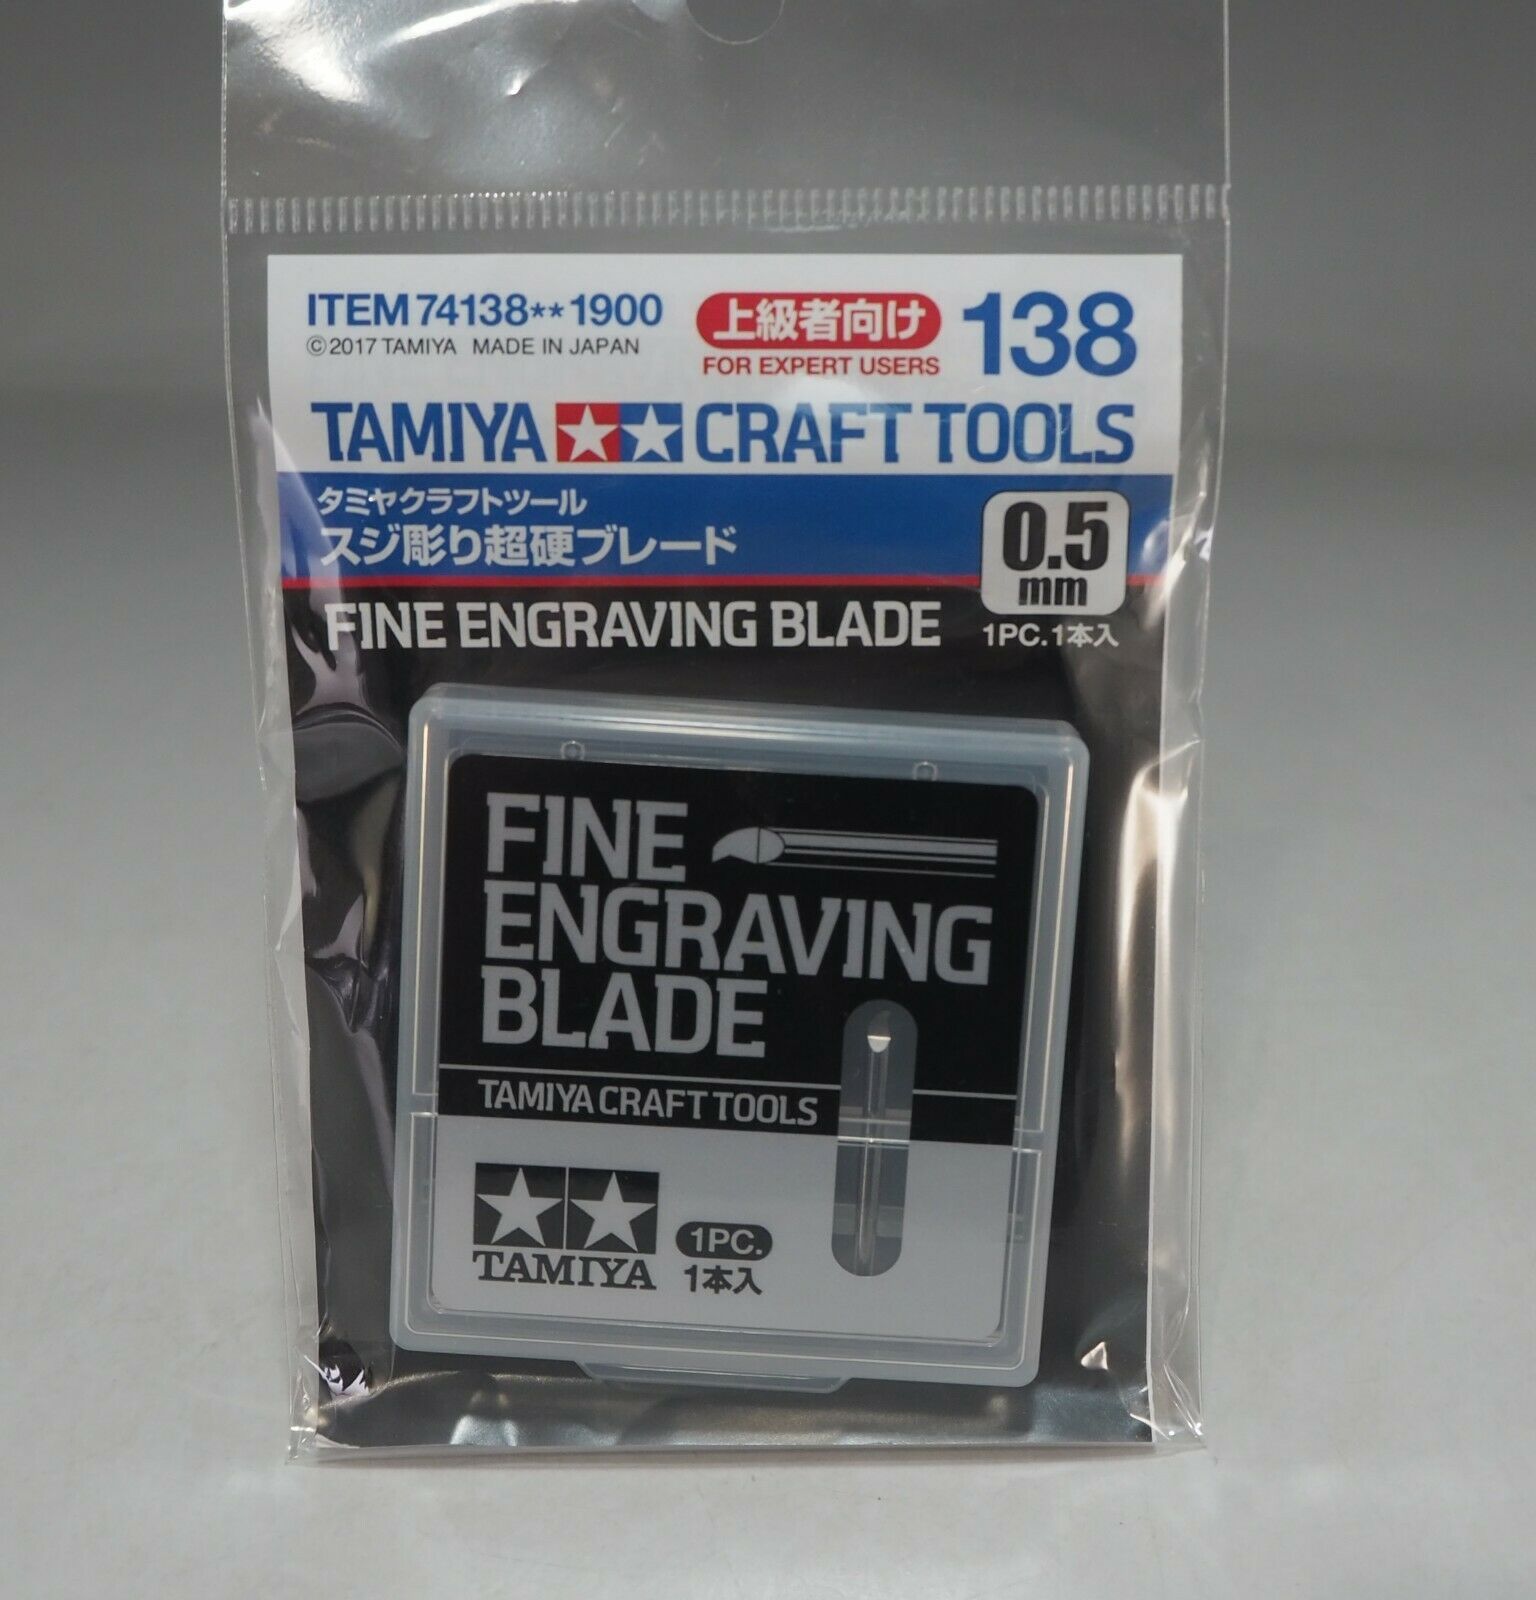 ITEM 74138**1900
©2017 TAMIYA MADE IN JAPAN
上級者向け
FOR EXPERT USERS
138
TAMIYA CRAFT TOOLS
タミヤクラフトツール
スジ彫り超硬ブレード
0.5
mm
FINE ENGRAVING BLADE
1PC.1本入
FINE
ENGRAVING
BLADE
TAMIYA CRAFT TOOLS
TAMIYA
1PC.
1本入